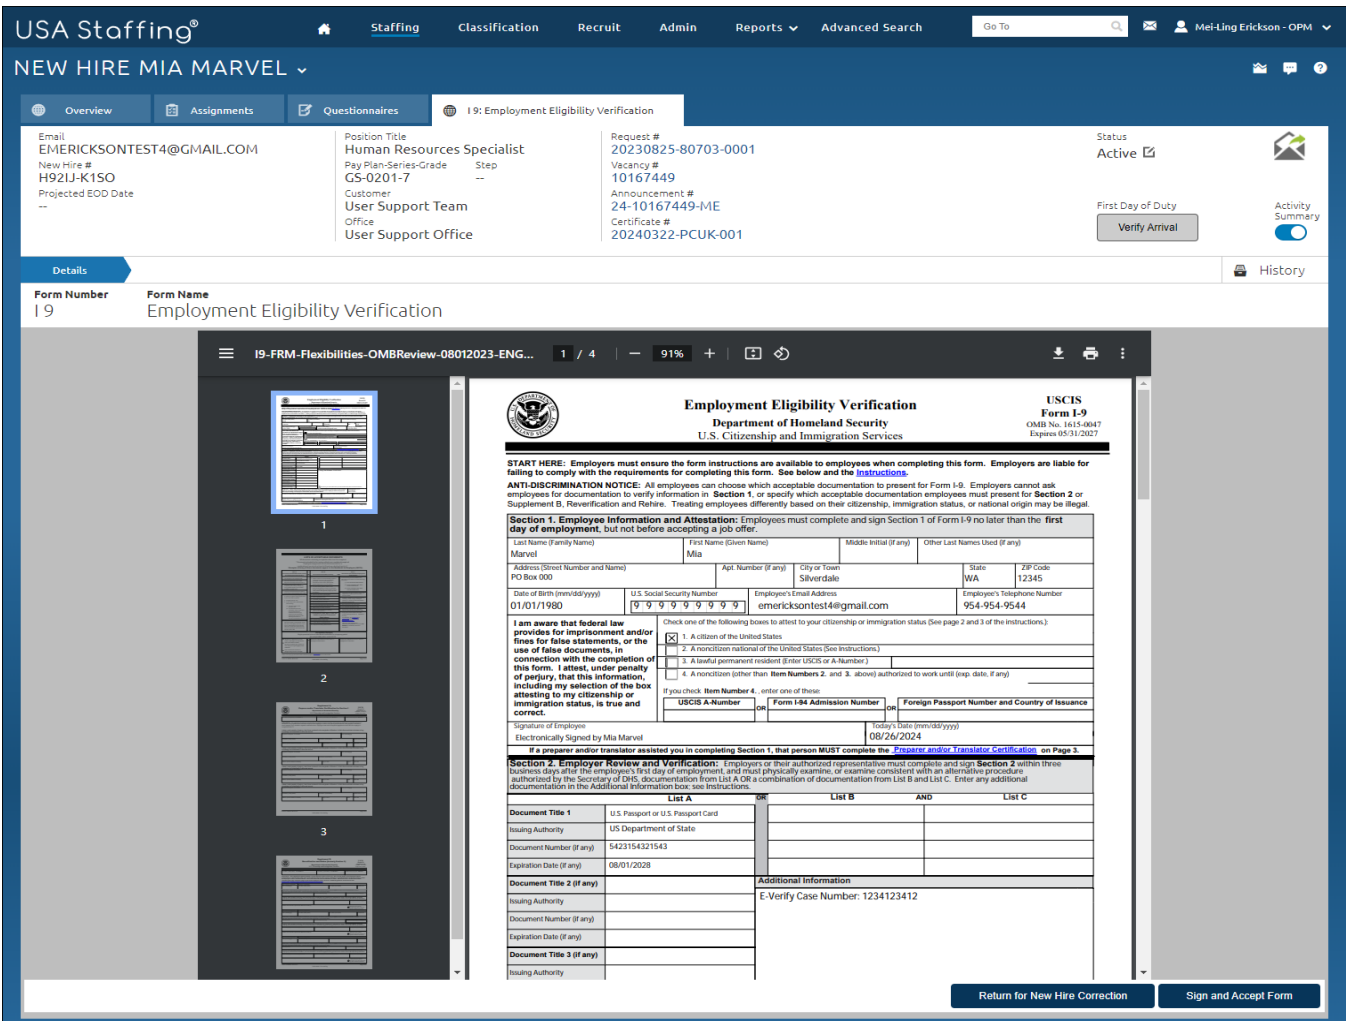 USA Staffing®
Staffing
Classification
Recruit
Admin
Reports
Advanced Search
Go To
Mei-Ling Erickson - OPM
NEW HIRE MIA MARVEL
Overview
Assignments
Questionnaires
I 9: Employment Eligibility Verification
Email
EMERICKSONTEST4@GMAIL.COM
New Hire #
H92IJ-K1SO
Projected EOD Date
--
Position Title
Human Resources Specialist
Pay Plan-Series-Grade Step
GS-0201-7 --
Customer
User Support Team
Office
User Support Office
Request #
20230825-80703-0001
Vacancy #
10167449
Announcement #
24-10167449-ME
Certificate #
20240322-PCUK-001
Status
Active
First Day of Duty
Verify Arrival
Activity
Summary
Details
History
Form Number Form Name
I 9 Employment Eligibility Verification
I9-FRM-Flexibilities-OMBReview-08012023-ENG...
1 / 4
91%
1
2
3
Employment Eligibility Verification
Department of Homeland Security
U.S. Citizenship and Immigration Services
USCIS
Form I-9
OMB No. 1615-0047
Expires 05/31/2027
START HERE: Employers must ensure the form instructions are available to employees when completing this form. Employers are liable for
failing to comply with the requirements for completing this form. See below and the Instructions.
ANTI-DISCRIMINATION NOTICE: All employees can choose which acceptable documentation to present for Form I-9. Employers cannot ask
employees for documentation to verify information in Section 1, or specify which acceptable documentation employees must present for Section 2 or
Supplement B, Reverification and Rehire. Treating employees differently based on their citizenship, immigration status, or national origin may be illegal.
Section 1. Employee Information and Attestation: Employees must complete and sign Section 1 of Form I-9 no later than the first
day of employment, but not before accepting a job offer.
Last Name (Family Name) First Name (Given Name) Middle Initial (if any) Other Last Names Used (if any)
Marvel Mia
Address (Street Number and Name) Apt. Number (if any) City or Town State ZIP Code
PO Box 000 Silverdale WA 12345
Date of Birth (mm/dd/yyyy) U.S. Social Security Number Employee's Email Address Employee's Telephone Number
01/01/1980 9 9 9 9 9 9 9 9 9 emericksontest4@gmail.com 954-954-9544
I am aware that federal law
provides for imprisonment and/or
fines for false statements, or the
use of false documents, in
connection with the completion of
this form. I attest, under penalty
of perjury, that this information,
including my selection of the box
attesting to my citizenship or
immigration status, is true and
correct.
Check one of the following boxes to attest to your citizenship or immigration status (See page 2 and 3 of the instructions.):
1. A citizen of the United States
2. A noncitizen national of the United States (See Instructions.)
3. A lawful permanent resident (Enter USCIS or A-Number.)
4. A noncitizen (other than Item Numbers 2. and 3. above) authorized to work until (exp. date, if any)
If you check Item Number 4., enter one of these:
USCIS A-Number OR Form I-94 Admission Number OR Foreign Passport Number and Country of Issuance
Signature of Employee Today's Date (mm/dd/yyyy)
Electronically Signed by Mia Marvel 08/26/2024
If a preparer and/or translator assisted you in completing Section 1, that person MUST complete the Preparer and/or Translator Certification on Page 3.
Section 2. Employer Review and Verification: Employers or their authorized representative must complete and sign Section 2 within three
business days after the employee's first day of employment, and must physically examine, or examine consistent with an alternative procedure
authorized by the Secretary of DHS, documentation from List A OR a combination of documentation from List B and List C. Enter any additional
documentation in the Additional Information box; see Instructions.
List A OR List B AND List C
Document Title 1 U.S. Passport or U.S. Passport Card
Issuing Authority US Department of State
Document Number (if any) 5423154321543
Expiration Date (if any) 08/01/2028
Document Title 2 (if any) Additional Information
Issuing Authority E-Verify Case Number: 1234123412
Document Number (if any)
Expiration Date (if any)
Document Title 3 (if any)
Issuing Authority
Return for New Hire Correction
Sign and Accept Form